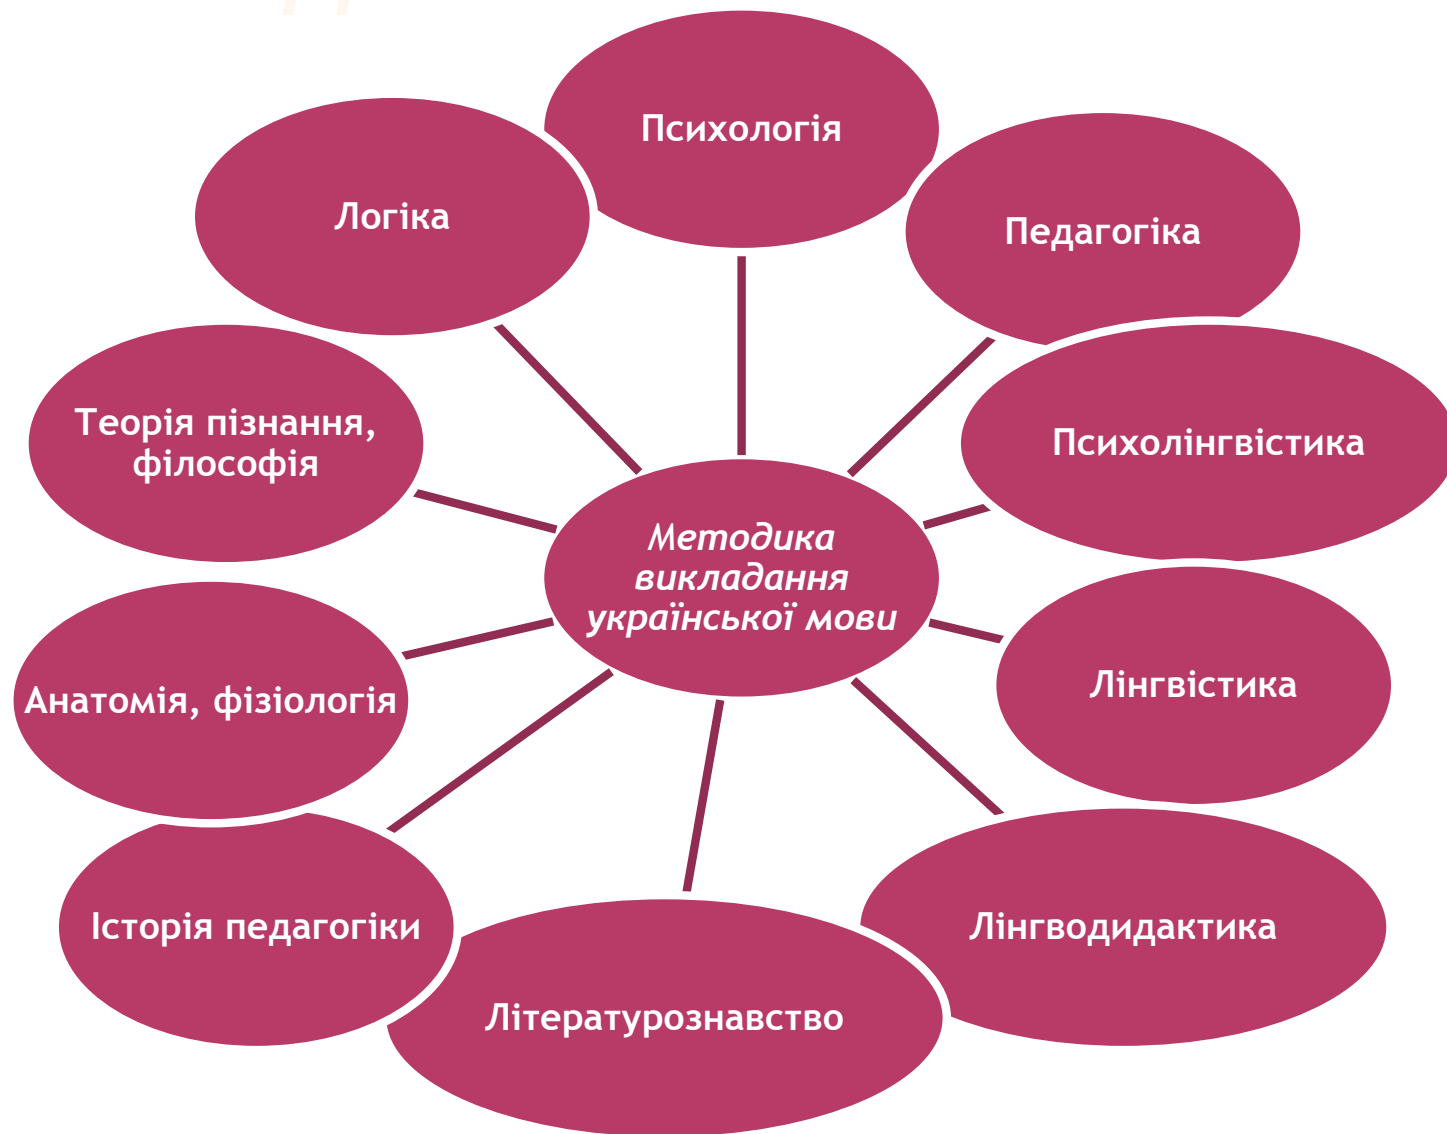 Психологія
Логіка
Педагогіка
Теорія пізнання,
філософія
Психолінгвістика
Методика
викладання
української мови
Анатомія, фізіологія
Лінгвістика
Історія педагогіки
Лінгводидактика
Літературознавство